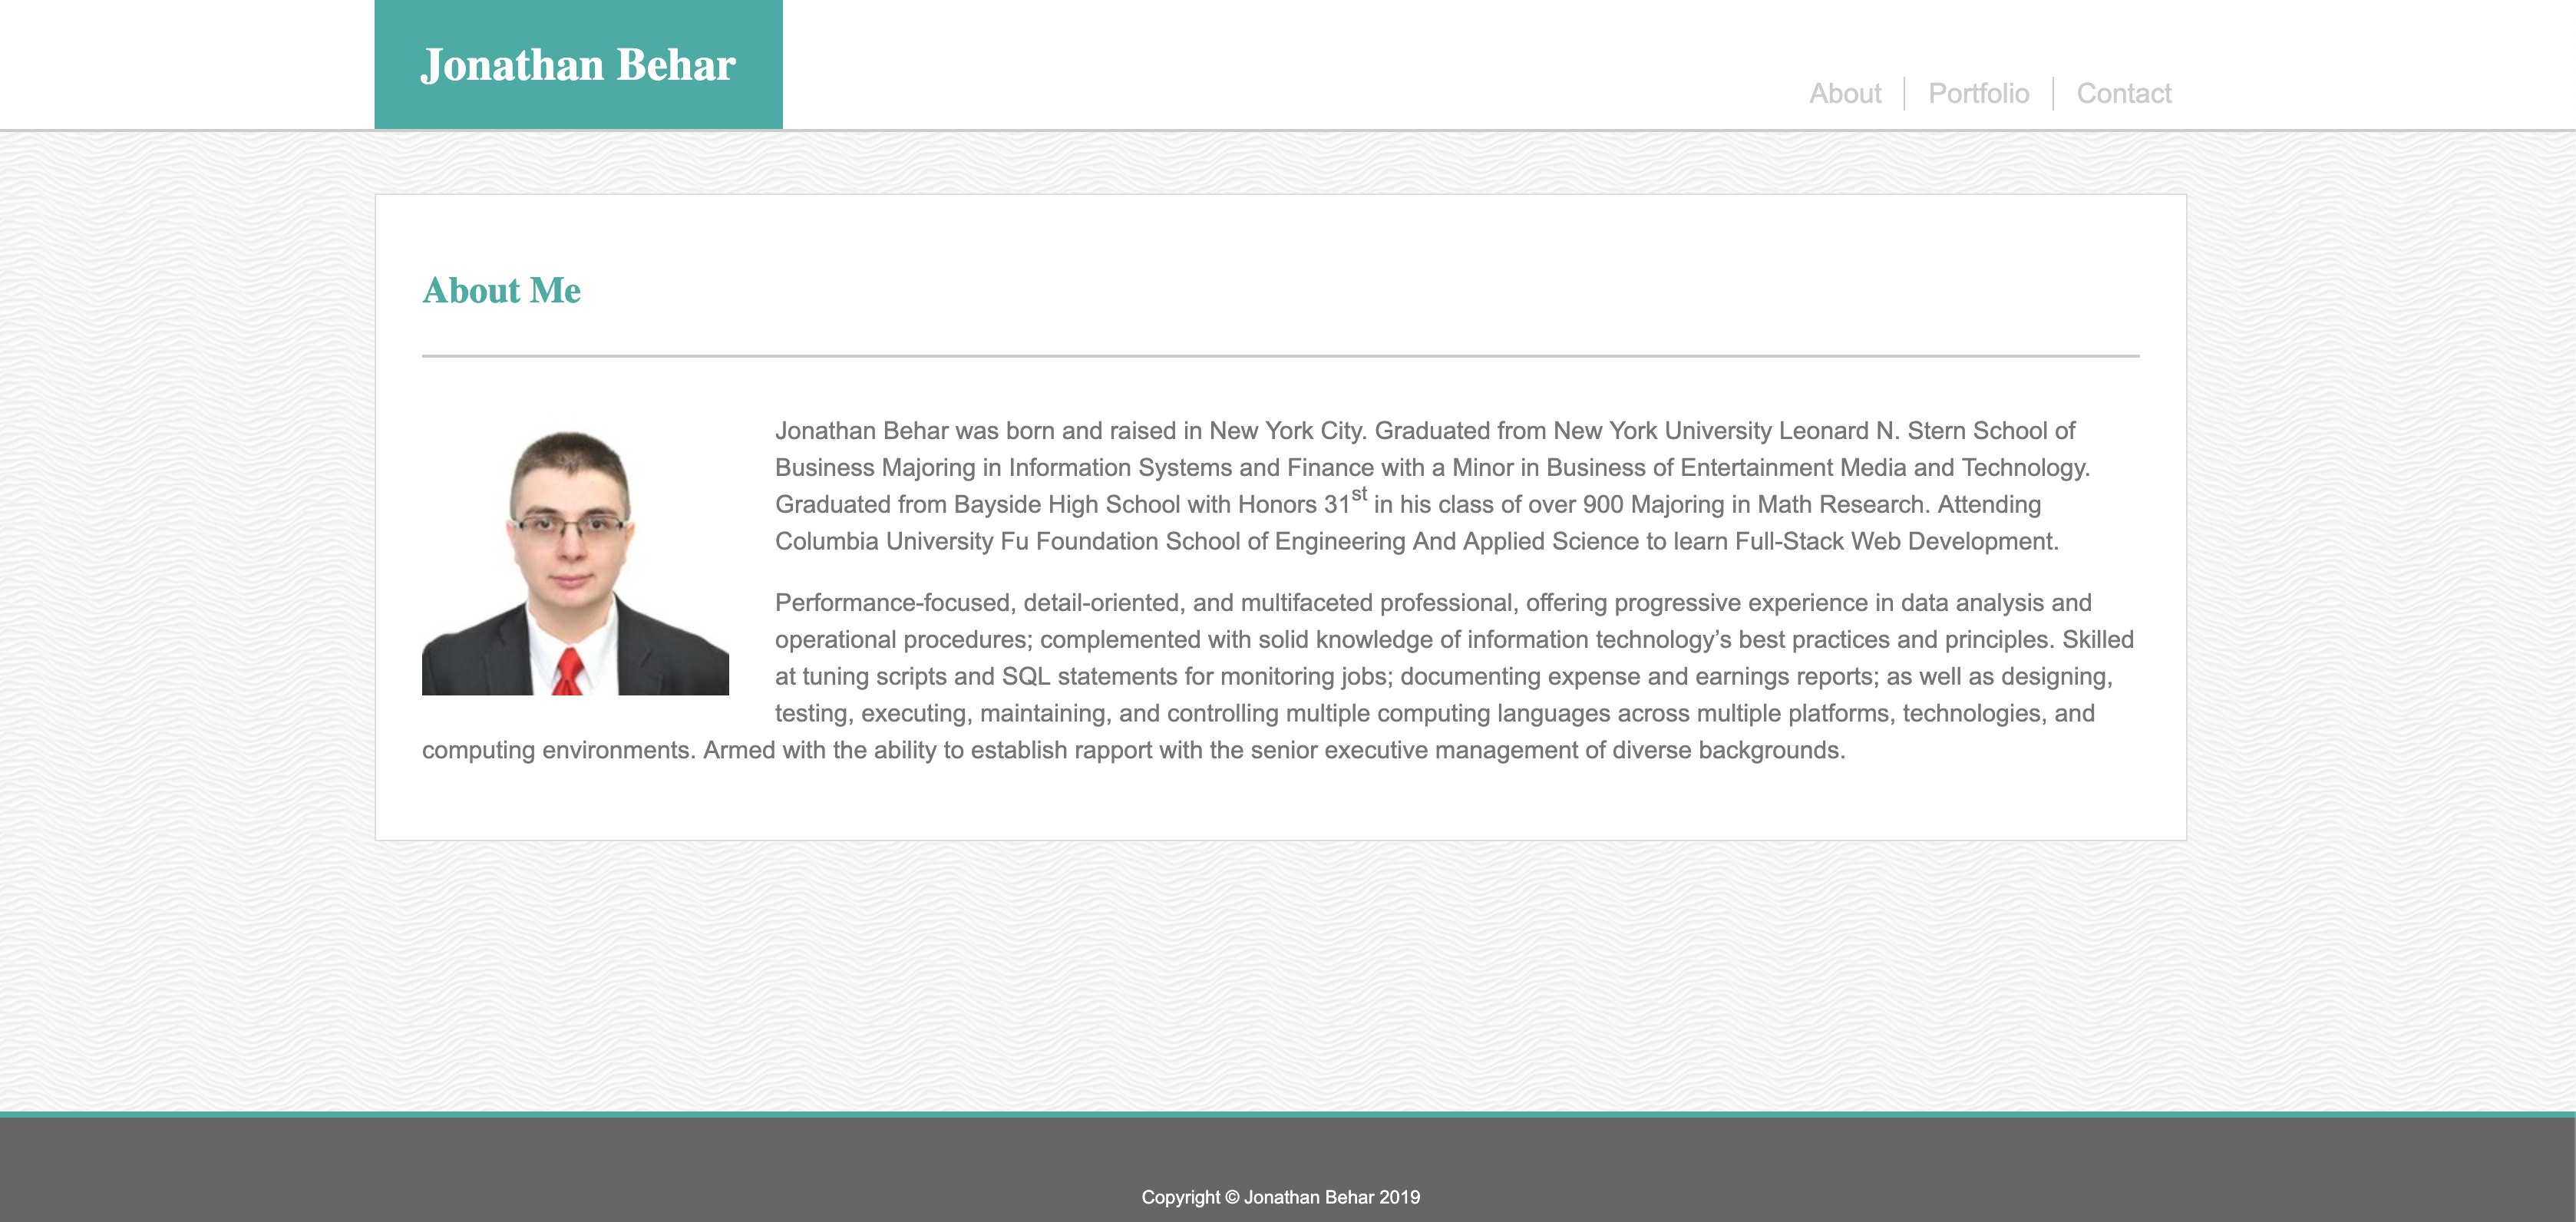 Jonathan Behar
About
Portfolio
Contact
About Me
Jonathan Behar was born and raised in New York City. Graduated from New York University Leonard N. Stern School of
Business Majoring in Information Systems and Finance with a Minor in Business of Entertainment Media and Technology.
Graduated from Bayside High School with Honors 31st in his class of over 900 Majoring in Math Research. Attending
Columbia University Fu Foundation School of Engineering And Applied Science to learn Full-Stack Web Development.
Performance-focused, detail-oriented, and multifaceted professional, offering progressive experience in data analysis and
operational procedures; complemented with solid knowledge of information technology’s best practices and principles. Skilled
at tuning scripts and SQL statements for monitoring jobs; documenting expense and earnings reports; as well as designing,
testing, executing, maintaining, and controlling multiple computing languages across multiple platforms, technologies, and
computing environments. Armed with the ability to establish rapport with the senior executive management of diverse backgrounds.
Copyright © Jonathan Behar 2019